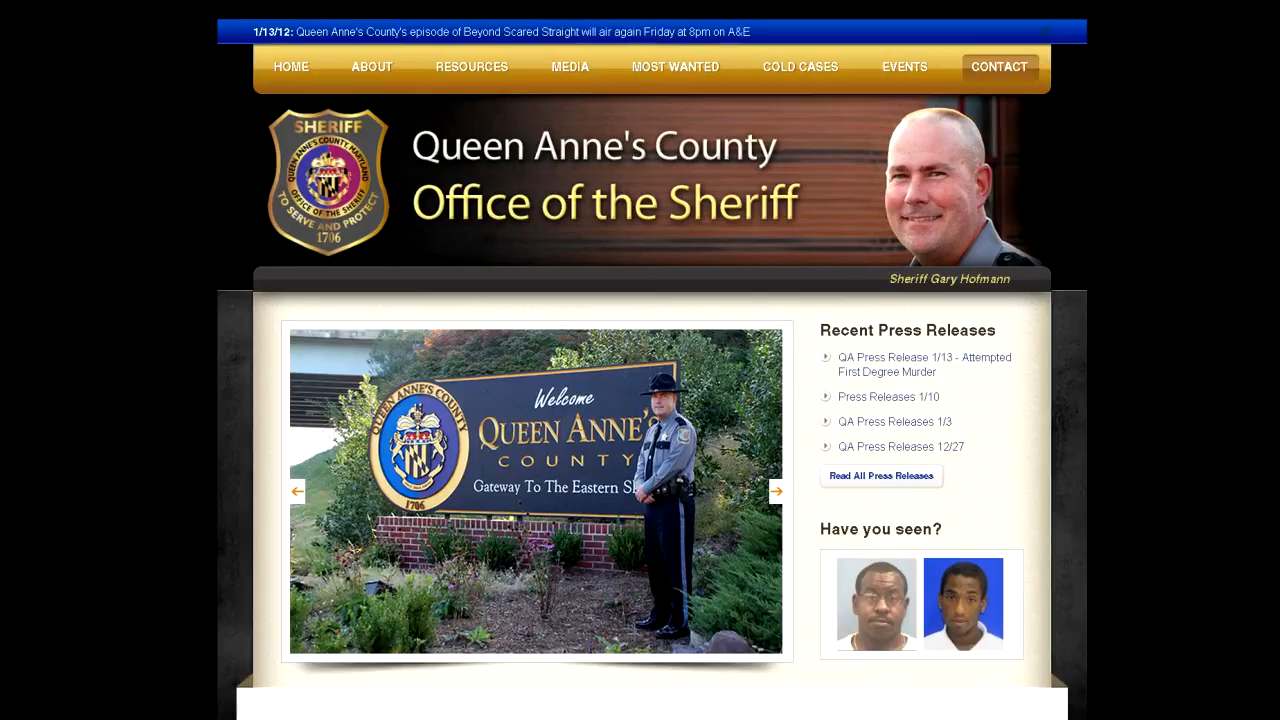 1/13/12: Queen Anne's County's episode of Beyond Scared Straight will air again Friday at 8pm on A&E
HOME ABOUT RESOURCES MEDIA MOST WANTED COLD CASES EVENTS CONTACT
SHERIFF
QUEEN ANNE'S COUNTY, MARYLAND
OFFICE OF THE SHERIFF
TO SERVE AND PROTECT
1706
Queen Anne's County
Office of the Sheriff
Sheriff Gary Hofmann
QUEEN ANNE'S COUNTY
1706
Welcome
QUEEN ANNE'S
COUNTY
Gateway To The Eastern
Recent Press Releases
QA Press Release 1/13 - Attempted
First Degree Murder
Press Releases 1/10
QA Press Releases 1/3
QA Press Releases 12/27
Read All Press Releases
Have you seen?